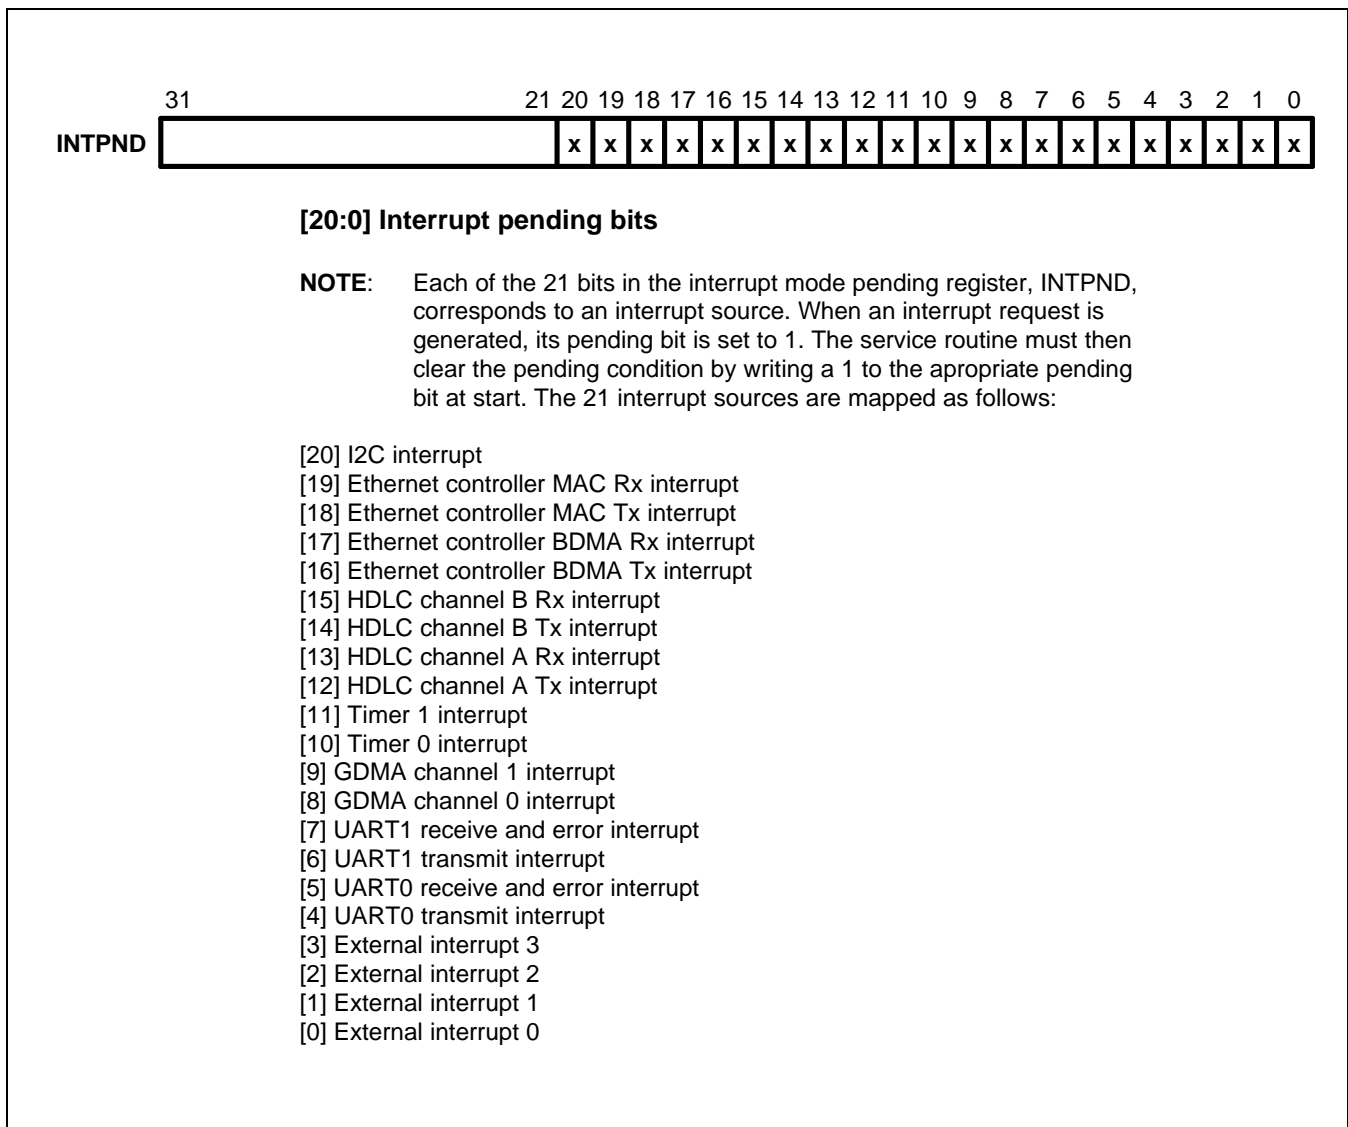 31 21 20 19 18 17 16 15 14 13 12 11 10 9 8 7 6 5 4 3 2 1 0
INTPND x x x x x x x x x x x x x x x x x x x x x
[20:0] Interrupt pending bits
NOTE: Each of the 21 bits in the interrupt mode pending register, INTPND,
corresponds to an interrupt source. When an interrupt request is
generated, its pending bit is set to 1. The service routine must then
clear the pending condition by writing a 1 to the apropriate pending
bit at start. The 21 interrupt sources are mapped as follows:
[20] I2C interrupt
[19] Ethernet controller MAC Rx interrupt
[18] Ethernet controller MAC Tx interrupt
[17] Ethernet controller BDMA Rx interrupt
[16] Ethernet controller BDMA Tx interrupt
[15] HDLC channel B Rx interrupt
[14] HDLC channel B Tx interrupt
[13] HDLC channel A Rx interrupt
[12] HDLC channel A Tx interrupt
[11] Timer 1 interrupt
[10] Timer 0 interrupt
[9] GDMA channel 1 interrupt
[8] GDMA channel 0 interrupt
[7] UART1 receive and error interrupt
[6] UART1 transmit interrupt
[5] UART0 receive and error interrupt
[4] UART0 transmit interrupt
[3] External interrupt 3
[2] External interrupt 2
[1] External interrupt 1
[0] External interrupt 0